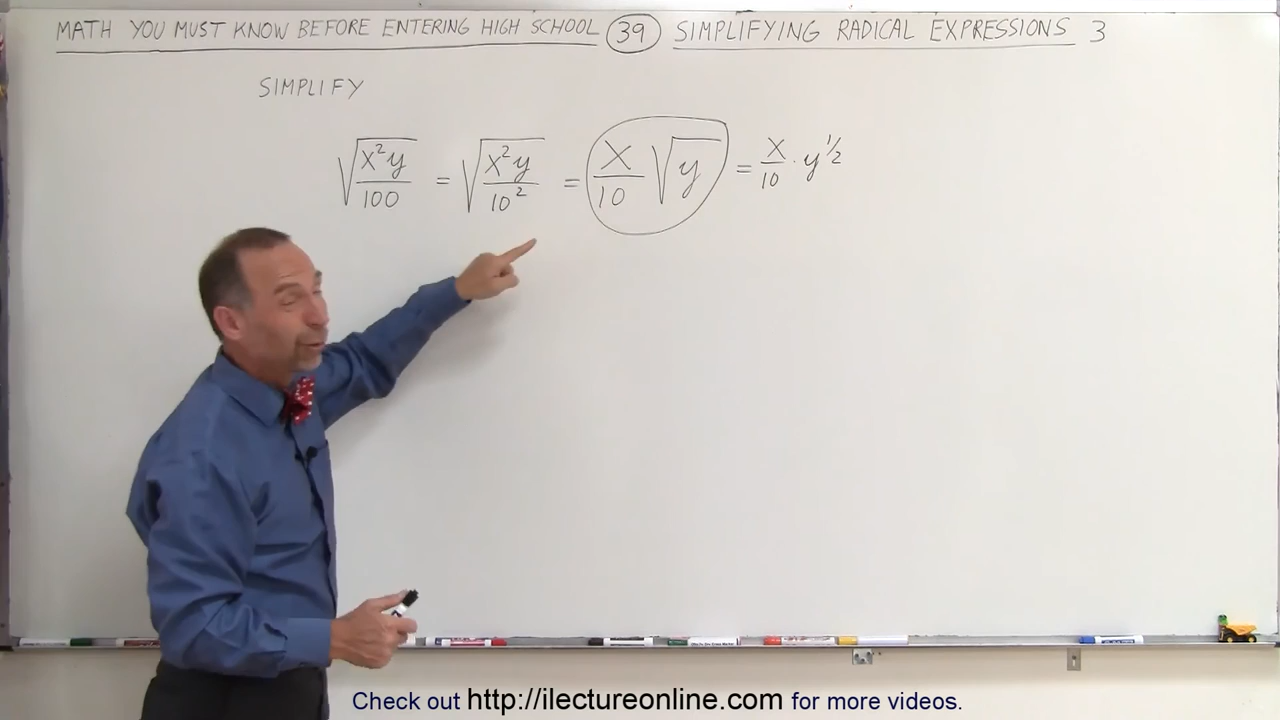 MATH YOU MUST KNOW BEFORE ENTERING HIGH SCHOOL 39 SIMPLIFYING RADICAL EXPRESSIONS 3
SIMPLIFY
√(x²y/100) = √(x²y/10²) = x/10 √y = x/10 · y^1/2
Check out http://ilectureonline.com for more videos.